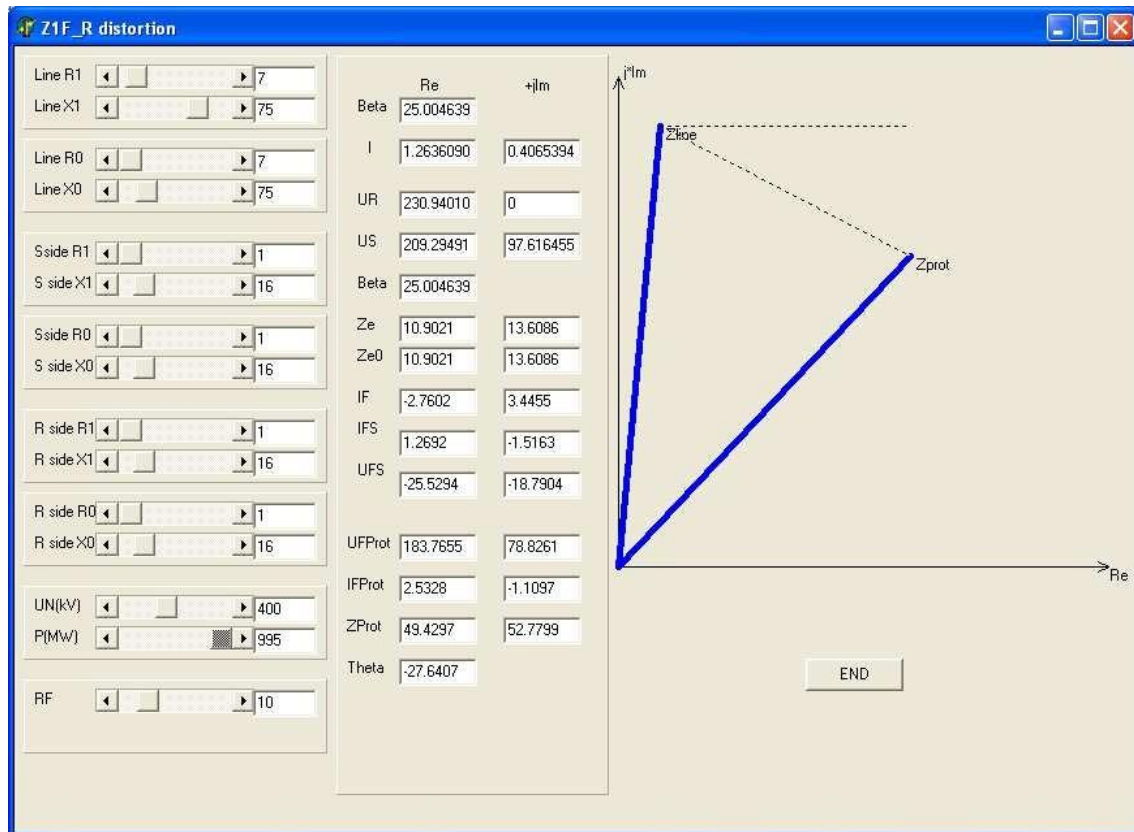 Z1F_R distortion
Line R1 7
Line X1 75
Line R0 7
Line X0 75
Sside R1 1
S side X1 16
Sside R0 1
S side X0 16
R side R1 1
R side X1 16
R side R0 1
R side X0 16
UN(kV) 400
P(MW) 995
RF 10
Re +jIm
Beta 25.004639
I 1.2636090 0.4065394
UR 230.94010 0
US 209.29491 97.616455
Beta 25.004639
Ze 10.9021 13.6086
Ze0 10.9021 13.6086
IF -2.7602 3.4455
IFS 1.2692 -1.5163
UFS -25.5294 -18.7904
UFProt 183.7655 78.8261
IFProt 2.5328 -1.1097
ZProt 49.4297 52.7799
Theta -27.6407
j*Im
Zline
Zprot
Re
END